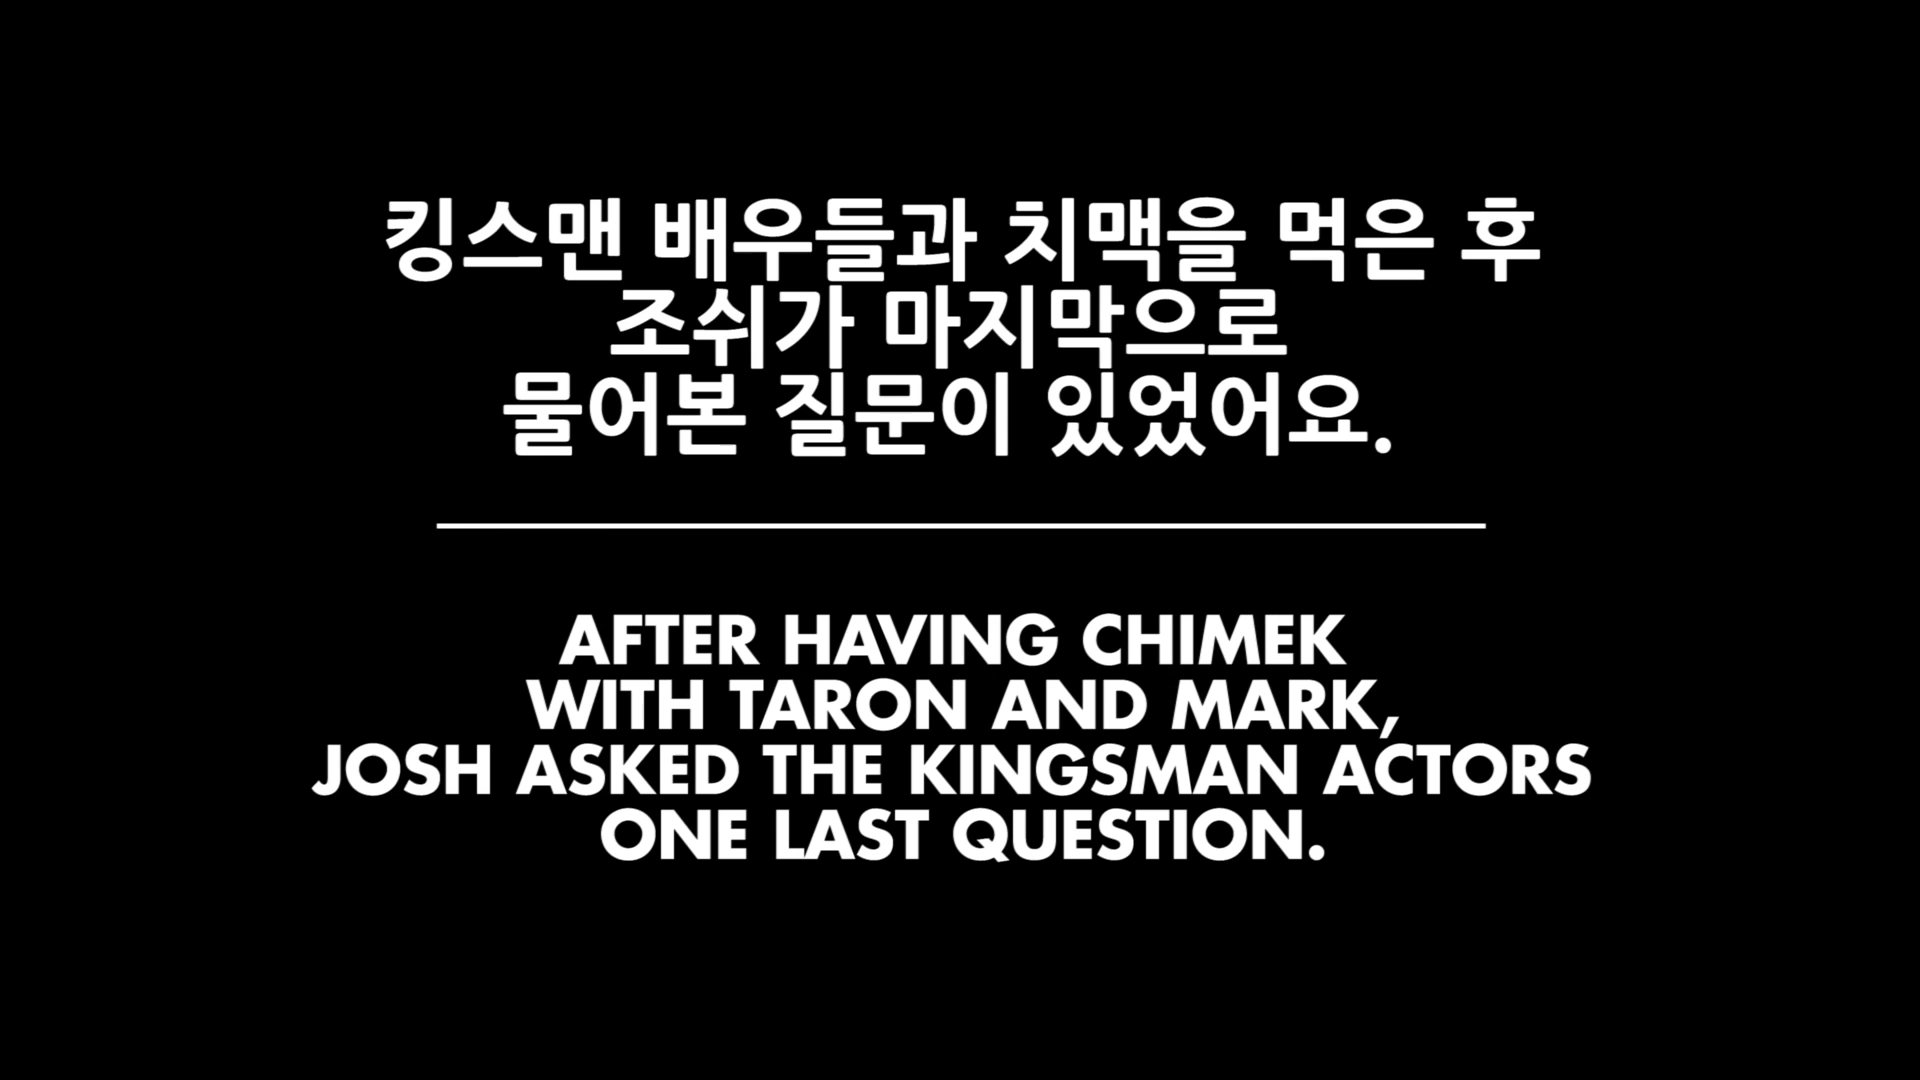 킹스맨 배우들과 치맥을 먹은 후
조쉬가 마지막으로
물어본 질문이 있었어요.
AFTER HAVING CHIMEK
WITH TARON AND MARK,
JOSH ASKED THE KINGSMAN ACTORS
ONE LAST QUESTION.